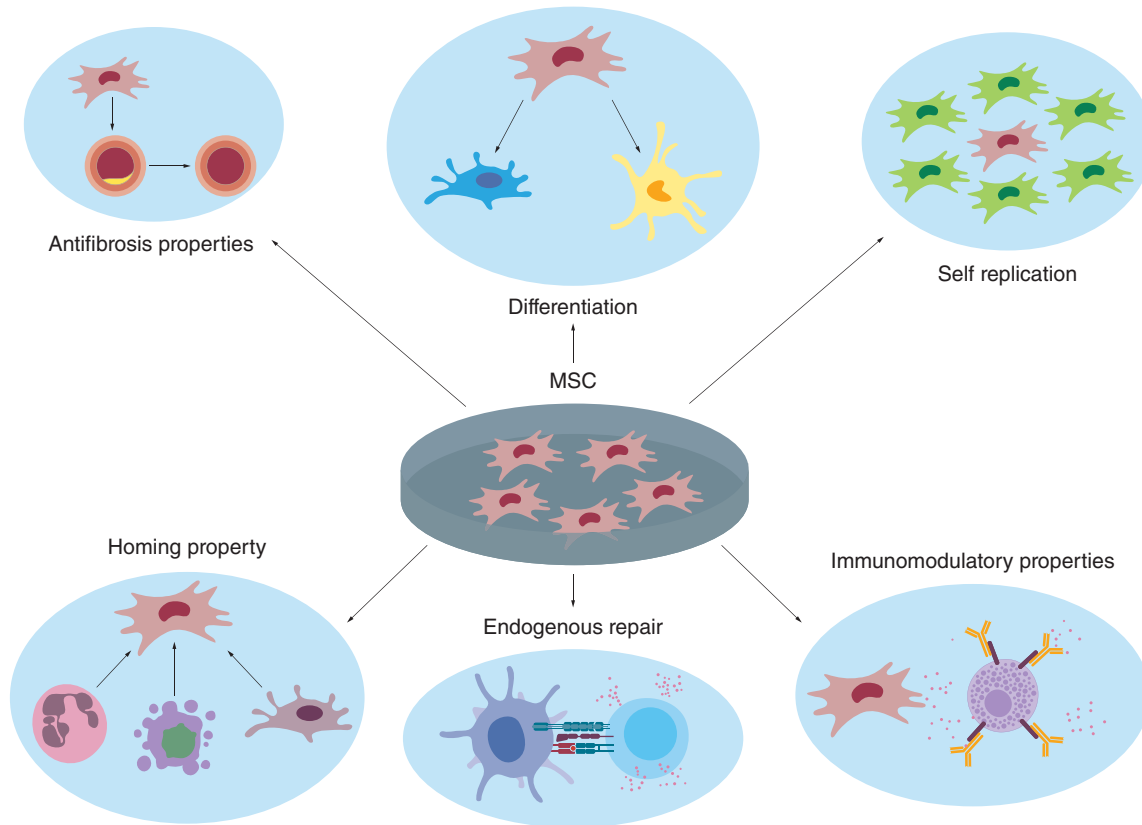 Antifibrosis properties
Differentiation
Self replication
MSC
Homing property
Endogenous repair
Immunomodulatory properties